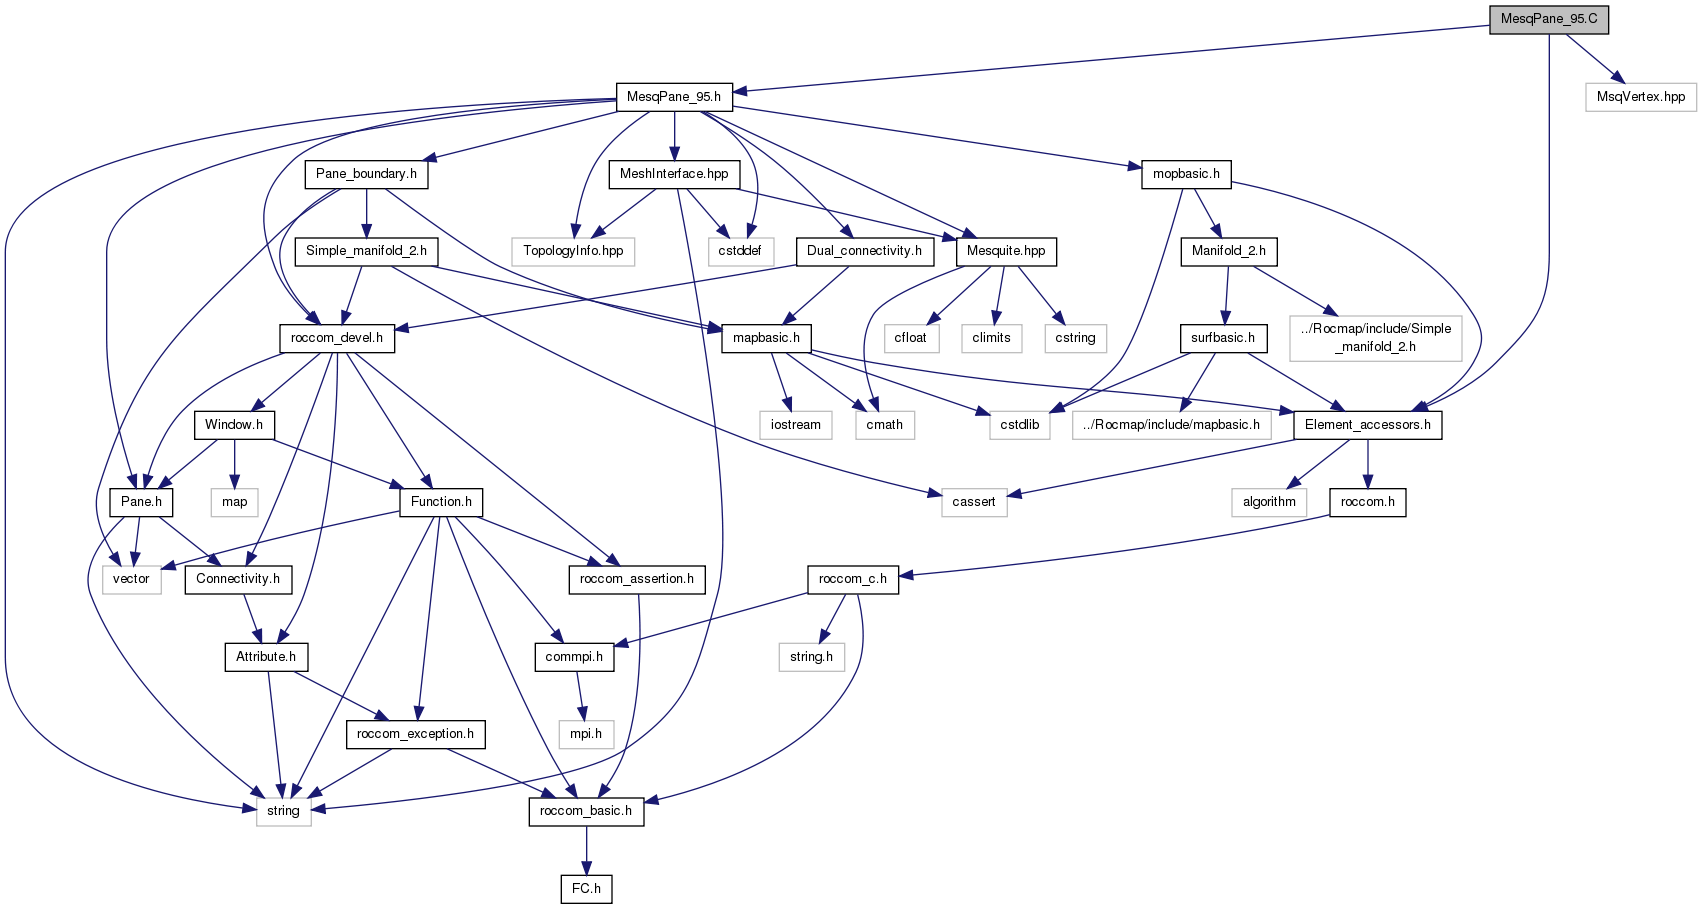 MesqPane_95.C
MesqPane_95.h
MsqVertex.hpp
Pane_boundary.h
MeshInterface.hpp
mopbasic.h
Simple_manifold_2.h
TopologyInfo.hpp
cstddef
Dual_connectivity.h
Mesquite.hpp
Manifold_2.h
roccom_devel.h
mapbasic.h
cfloat
climits
cstring
surfbasic.h
../Rocmap/include/Simple
_manifold_2.h
Window.h
iostream
cmath
cstdlib
../Rocmap/include/mapbasic.h
Element_accessors.h
Pane.h
map
Function.h
cassert
algorithm
roccom.h
vector
Connectivity.h
roccom_assertion.h
roccom_c.h
Attribute.h
commpi.h
string.h
roccom_exception.h
mpi.h
string
roccom_basic.h
FC.h